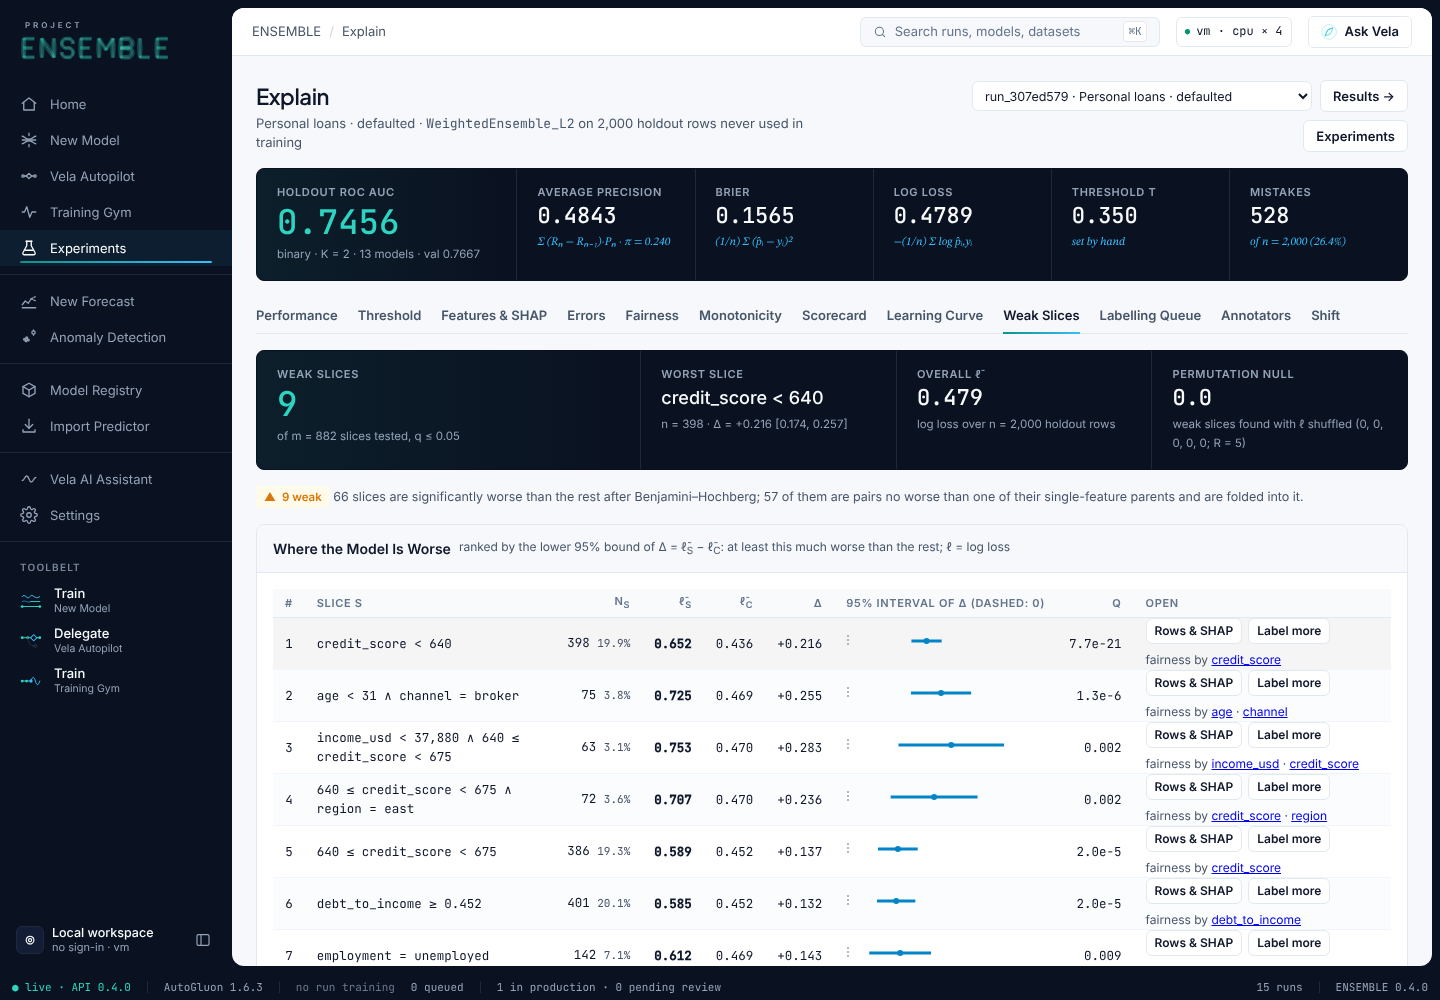 PROJECT
ENSEMBLE
Home
New Model
Vela Autopilot
Training Gym
Experiments
New Forecast
Anomaly Detection
Model Registry
Import Predictor
Vela AI Assistant
Settings
TOOLBELT
Train
New Model
Delegate
Vela Autopilot
Train
Training Gym
Local workspace
no sign-in · vm
ENSEMBLE / Explain
Search runs, models, datasets ⌘K
vm · cpu × 4
Ask Vela
Explain
Personal loans · defaulted · WeightedEnsemble_L2 on 2,000 holdout rows never used in
training
run_307ed579 · Personal loans · defaulted
Results →
Experiments
HOLDOUT ROC AUC
0.7456
binary · K = 2 · 13 models · val 0.7667
AVERAGE PRECISION
0.4843
Σ (Rₙ − Rₙ₋₁)·Pₙ · π = 0.240
BRIER
0.1565
(1/n) Σ (p̂ᵢ − yᵢ)²
LOG LOSS
0.4789
−(1/n) Σ log p̂ᵢ,yᵢ
THRESHOLD T
0.350
set by hand
MISTAKES
528
of n = 2,000 (26.4%)
Performance Threshold Features & SHAP Errors Fairness Monotonicity Scorecard Learning Curve Weak Slices Labelling Queue Annotators Shift
WEAK SLICES
9
of m = 882 slices tested, q ≤ 0.05
WORST SLICE
credit_score < 640
n = 398 · Δ = +0.216 [0.174, 0.257]
OVERALL ℓ̄
0.479
log loss over n = 2,000 holdout rows
PERMUTATION NULL
0.0
weak slices found with ℓ shuffled (0, 0,
0, 0, 0; R = 5)
▲ 9 weak 66 slices are significantly worse than the rest after Benjamini–Hochberg; 57 of them are pairs no worse than one of their single-feature parents and are folded into it.
Where the Model Is Worse ranked by the lower 95% bound of Δ = ℓ̄S − ℓ̄C: at least this much worse than the rest; ℓ = log loss
# SLICE S NS ℓ̄S ℓ̄C Δ 95% INTERVAL OF Δ (DASHED: 0) Q OPEN
1 credit_score < 640 398 19.9% 0.652 0.436 +0.216 7.7e-21 Rows & SHAP Label more
fairness by credit_score
2 age < 31 ∧ channel = broker 75 3.8% 0.725 0.469 +0.255 1.3e-6 Rows & SHAP Label more
fairness by age · channel
3 income_usd < 37,880 ∧ 640 ≤
credit_score < 675 63 3.1% 0.753 0.470 +0.283 0.002 Rows & SHAP Label more
fairness by income_usd · credit_score
4 640 ≤ credit_score < 675 ∧
region = east 72 3.6% 0.707 0.470 +0.236 0.002 Rows & SHAP Label more
fairness by credit_score · region
5 640 ≤ credit_score < 675 386 19.3% 0.589 0.452 +0.137 2.0e-5 Rows & SHAP Label more
fairness by credit_score
6 debt_to_income ≥ 0.452 401 20.1% 0.585 0.452 +0.132 2.0e-5 Rows & SHAP Label more
fairness by debt_to_income
7 employment = unemployed 142 7.1% 0.612 0.469 +0.143 0.009 Rows & SHAP Label more
live · API 0.4.0 AutoGluon 1.6.3 no run training 0 queued 1 in production · 0 pending review 15 runs ENSEMBLE 0.4.0